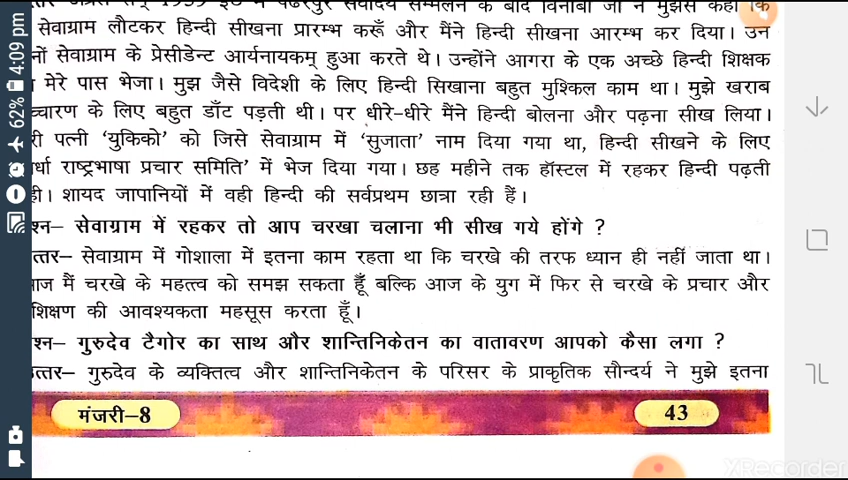 4:09 pm
62%
सेवाग्राम लौटकर हिन्दी सीखना प्रारम्भ करूँ और मैंने हिन्दी सीखना आरम्भ कर दिया। उन
नों सेवाग्राम के प्रेसीडेन्ट आर्यनायकम् हुआ करते थे। उन्होंने आगरा के एक अच्छे हिन्दी शिक्षक
मेरे पास भेजा। मुझ जैसे विदेशी के लिए हिन्दी सिखाना बहुत मुश्किल काम था। मुझे खराब
च्चारण के लिए बहुत डाँट पड़ती थी। पर धीरे-धीरे मैंने हिन्दी बोलना और पढ़ना सीख लिया।
री पत्नी ‘युकिको’ को जिसे सेवाग्राम में ‘सुजाता’ नाम दिया गया था, हिन्दी सीखने के लिए
र्धा राष्ट्रभाषा प्रचार समिति’ में भेज दिया गया। छह महीने तक हॉस्टल में रहकर हिन्दी पढ़ती
ही। शायद जापानियों में वही हिन्दी की सर्वप्रथम छात्रा रही हैं।
श्न– सेवाग्राम में रहकर तो आप चरखा चलाना भी सीख गये होंगे ?
त्तर– सेवाग्राम में गोशाला में इतना काम रहता था कि चरखे की तरफ ध्यान ही नहीं जाता था।
ाज मैं चरखे के महत्त्व को समझ सकता हूँ बल्कि आज के युग में फिर से चरखे के प्रचार और
शिक्षण की आवश्यकता महसूस करता हूँ।
श्न– गुरुदेव टैगोर का साथ और शान्तिनिकेतन का वातावरण आपको कैसा लगा ?
त्तर– गुरुदेव के व्यक्तित्व और शान्तिनिकेतन के परिसर के प्राकृतिक सौन्दर्य ने मुझे इतना
मंजरी–8
43
XRecorder